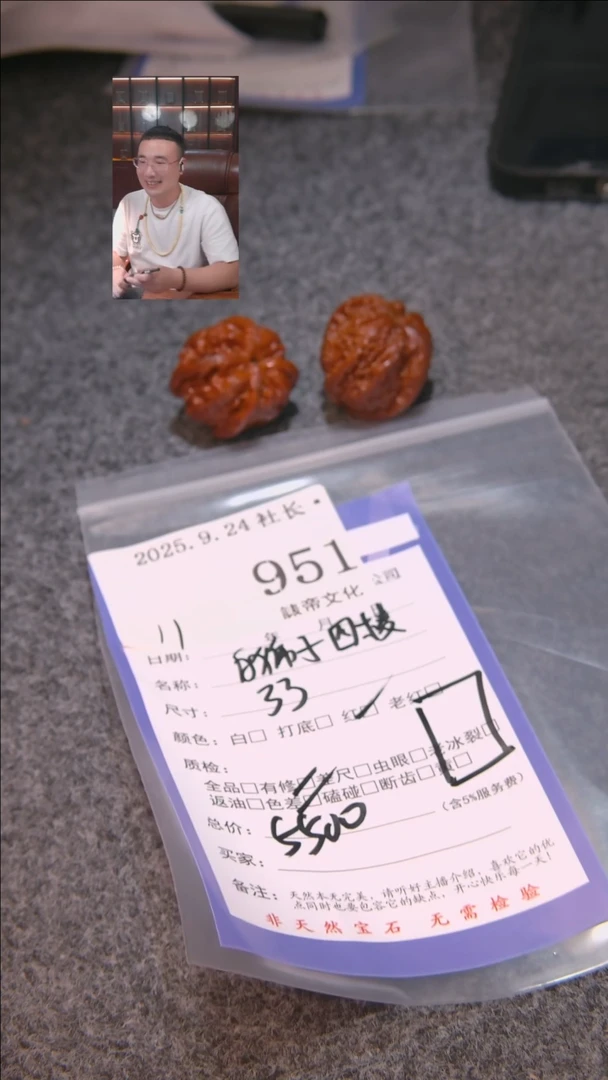 2025.9.24 社长
951
公司
誌帝文化
月
日期: 11
名称: 狮子
尺寸: 33
颜色: 白□ 打底□ 红□ 老红□
质检:
全品□有修□差尺□虫眼□老冰裂□
返油□色差□磕碰□断齿□
总价: 5500 (含5%服务费)
买家:
备注: 天然本无完美, 请听好主播介绍, 喜欢它的优
点同时也要包容它的缺点, 开心快乐每一天!
非天然宝石 无需检验